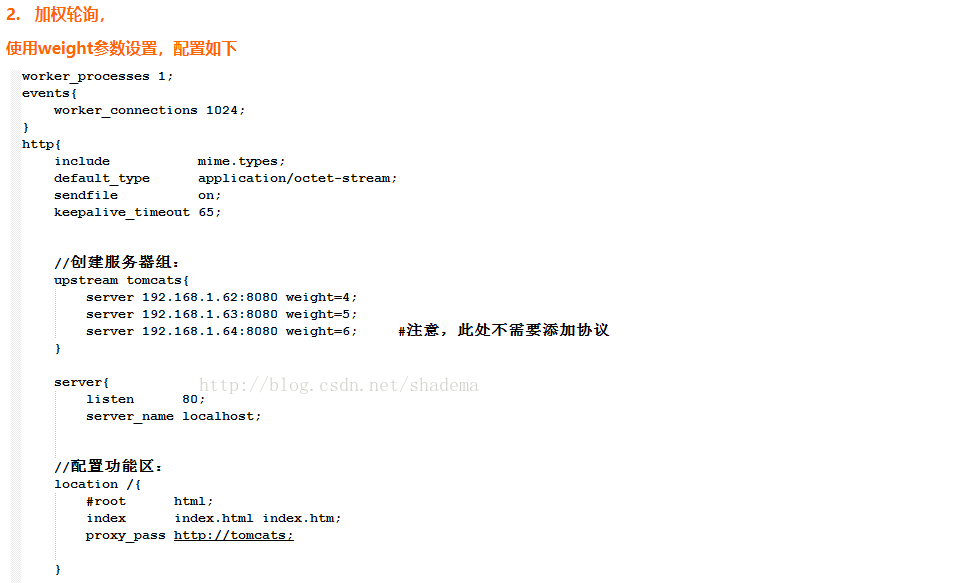 2. 加权轮询，
使用weight参数设置，配置如下
worker_processes 1;
events{
    worker_connections 1024;
}
http{
    include           mime.types;
    default_type      application/octet-stream;
    sendfile          on;
    keepalive_timeout 65;
    //创建服务器组：
    upstream tomcats{
        server 192.168.1.62:8080 weight=4;
        server 192.168.1.63:8080 weight=5;
        server 192.168.1.64:8080 weight=6;     #注意，此处不需要添加协议
    }
    server{
http://blog.csdn.net/shadema
        listen      80;
        server_name localhost;
    //配置功能区：
    location /{
        #root      html;
        index      index.html index.htm;
        proxy_pass http://tomcats;
    }